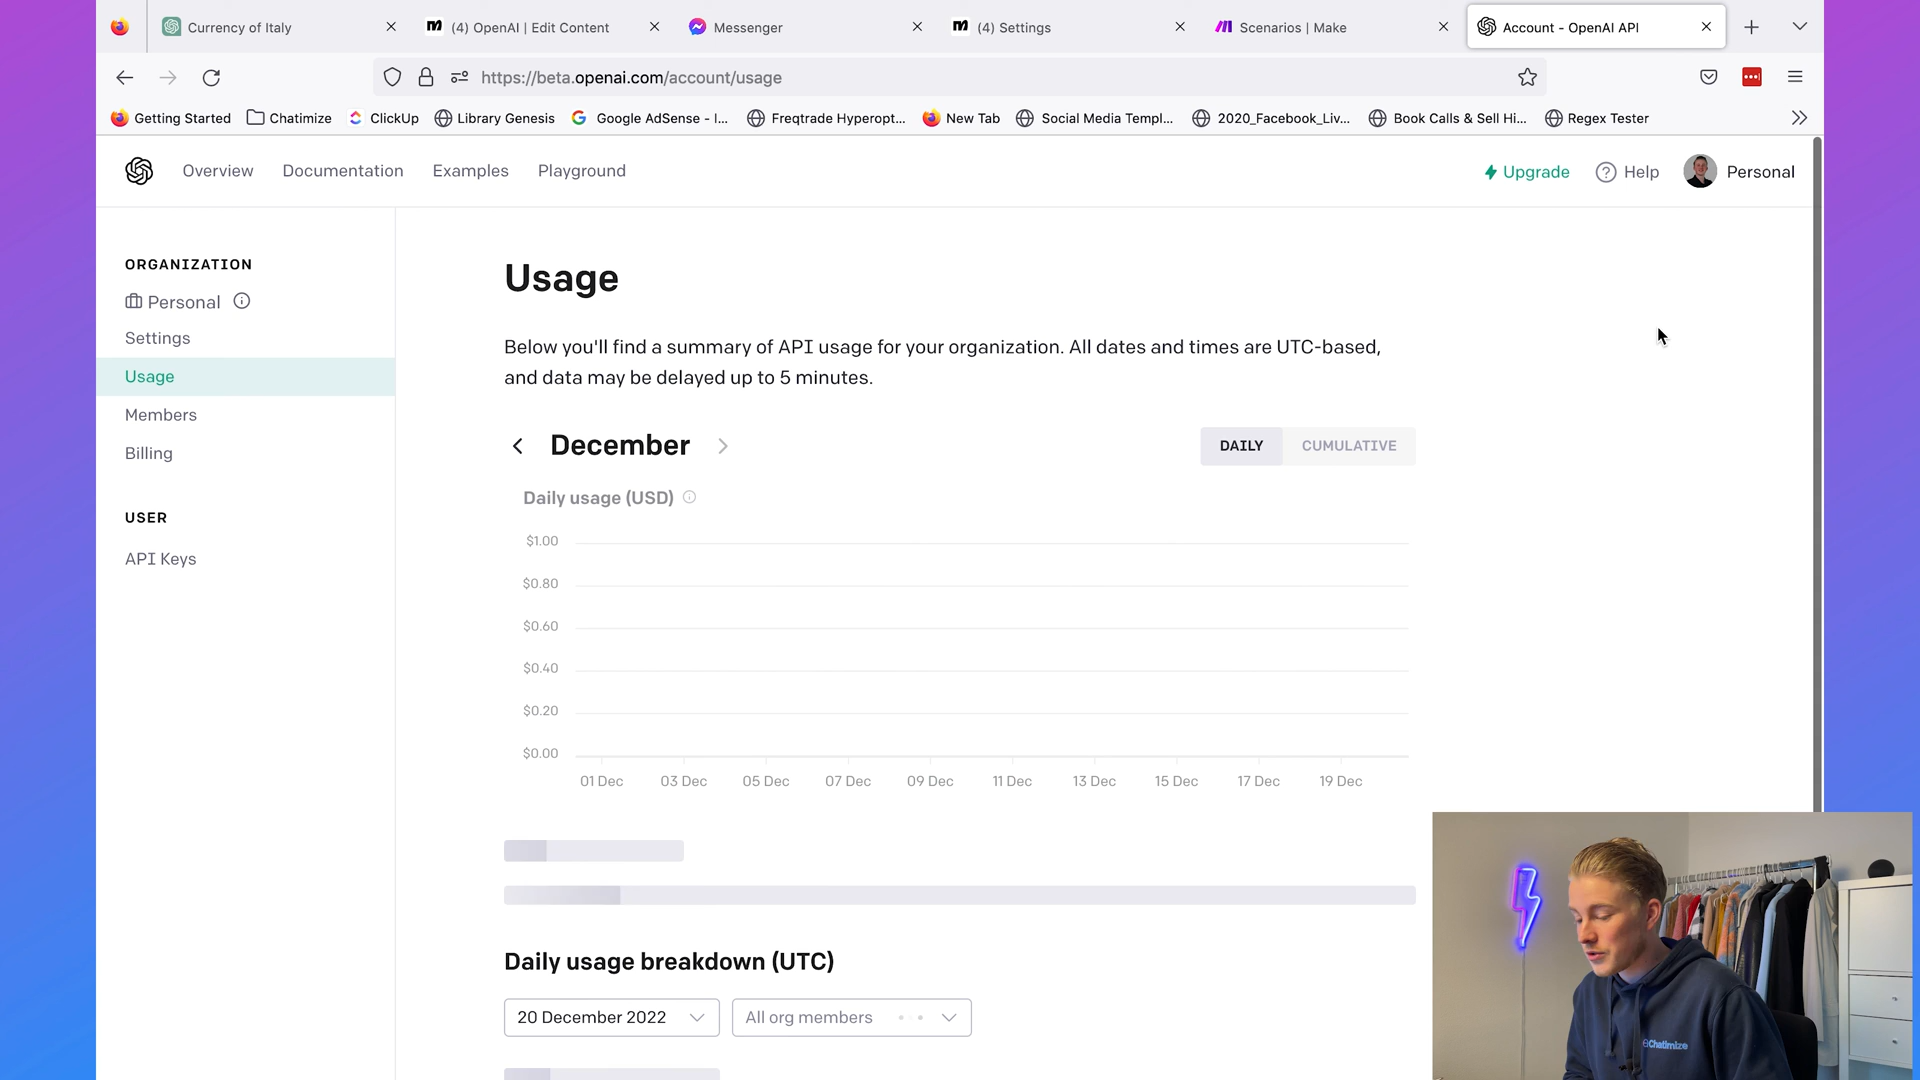 Currency of Italy
(4) OpenAI | Edit Content
Messenger
(4) Settings
Scenarios | Make
Account - OpenAI API
https://beta.openai.com/account/usage
Getting Started
Chatimize
ClickUp
Library Genesis
Google AdSense - I...
Freqtrade Hyperopt...
New Tab
Social Media Templ...
2020_Facebook_Liv...
Book Calls & Sell Hi...
Regex Tester
Overview
Documentation
Examples
Playground
Upgrade
Help
Personal
ORGANIZATION
Personal
Settings
Usage
Members
Billing
USER
API Keys
Usage
Below you'll find a summary of API usage for your organization. All dates and times are UTC-based,
and data may be delayed up to 5 minutes.
December
DAILY
CUMULATIVE
Daily usage (USD)
$1.00
$0.80
$0.60
$0.40
$0.20
$0.00
01 Dec
03 Dec
05 Dec
07 Dec
09 Dec
11 Dec
13 Dec
15 Dec
17 Dec
19 Dec
Daily usage breakdown (UTC)
20 December 2022
All org members
Chatimize